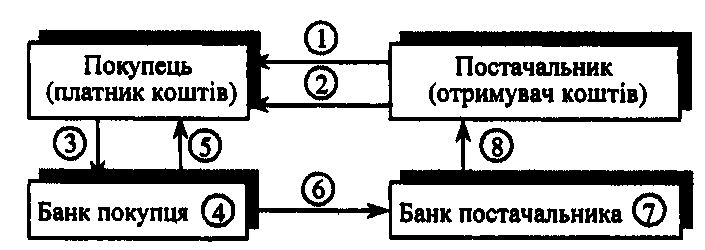 ①
Покупець
(платник коштів)
Постачальник
(отримувач коштів)
②
③
⑤
⑧
Банк покупця ④
⑥
Банк постачальника ⑦